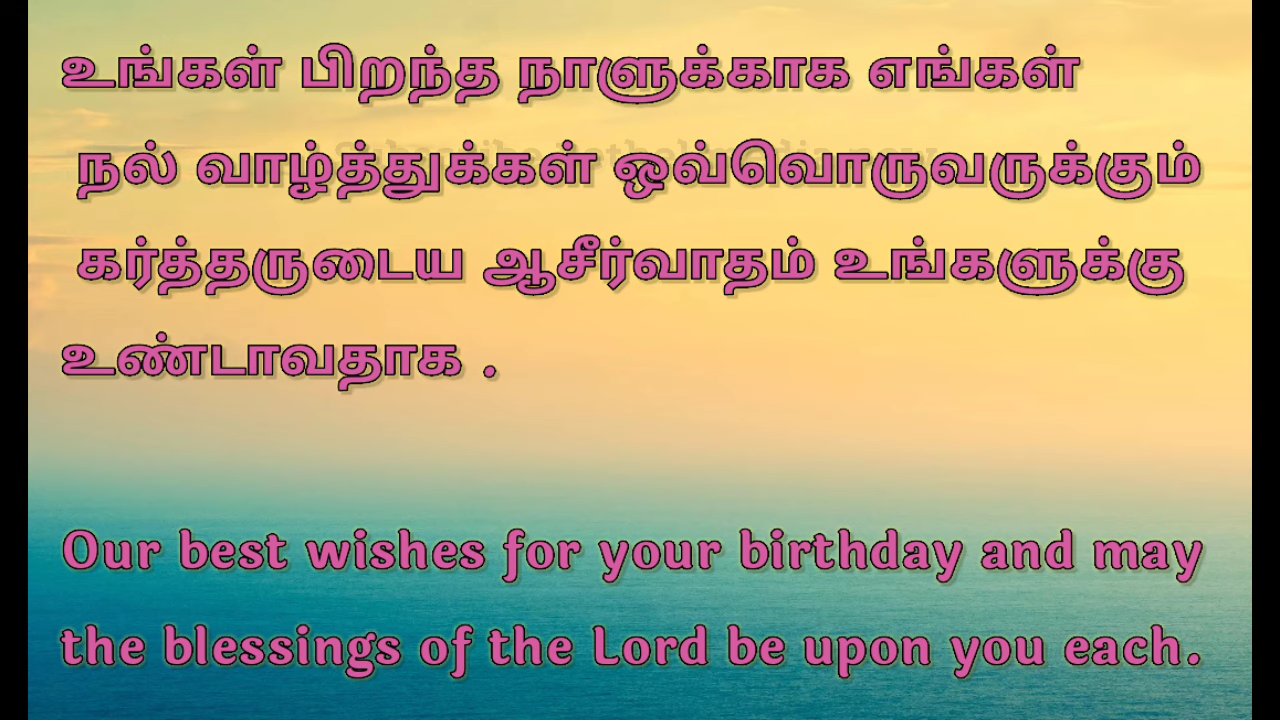 உங்கள் பிறந்த நாளுக்காக எங்கள்
நல் வாழ்த்துக்கள் ஒவ்வொருவருக்கும்
கர்த்தருடைய ஆசீர்வாதம் உங்களுக்கு
உண்டாவதாக .
Our best wishes for your birthday and may
the blessings of the Lord be upon you each.